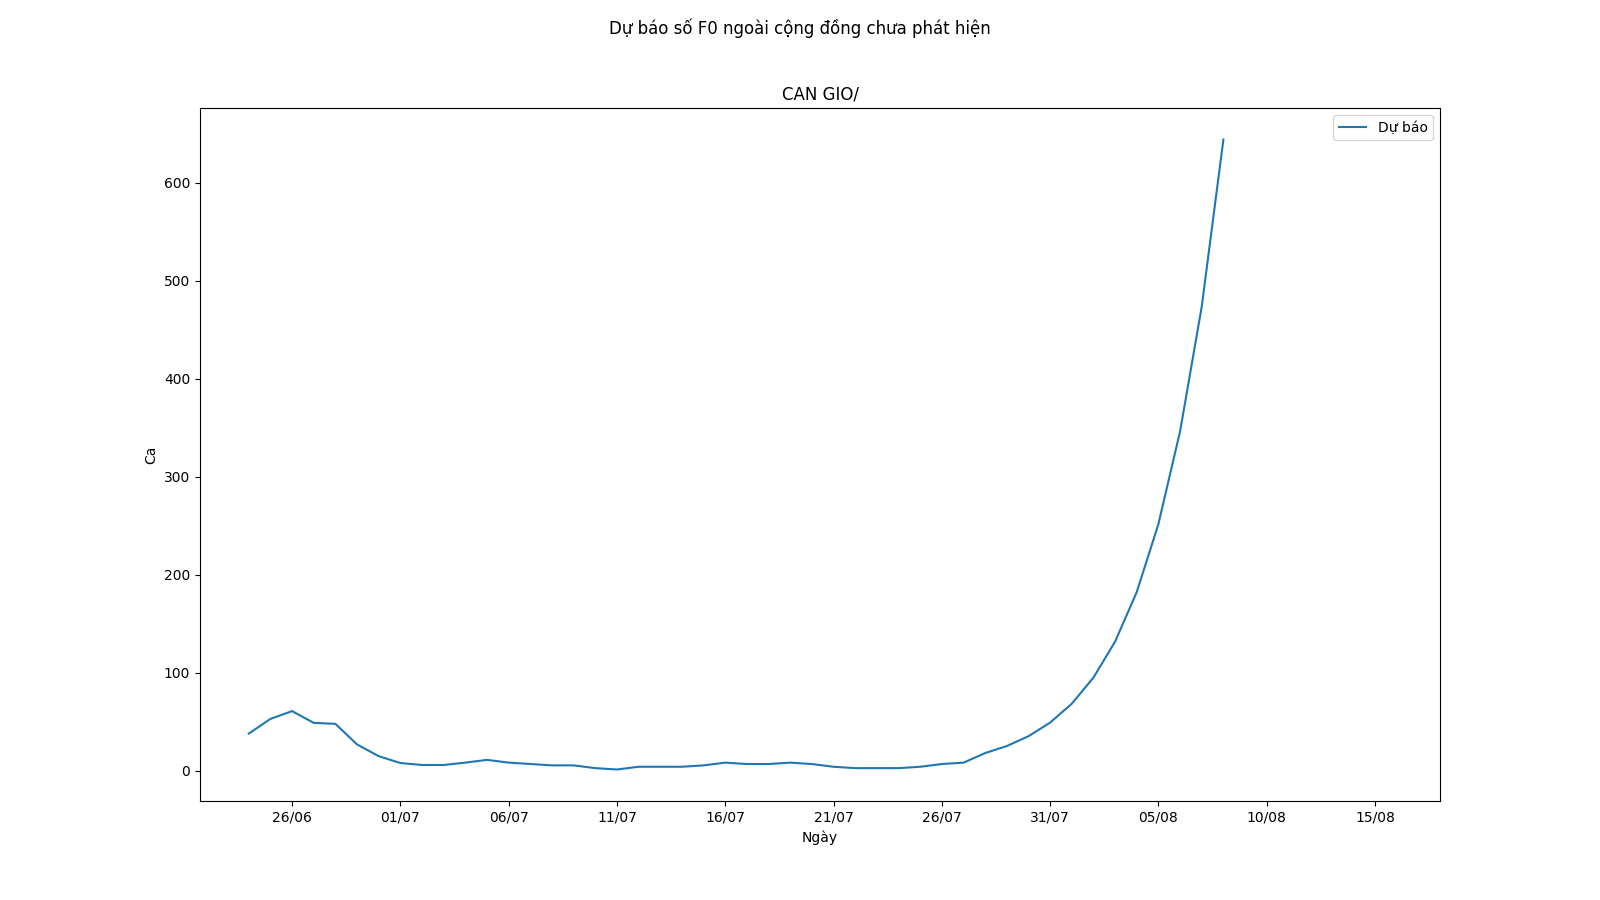 Dự báo số F0 ngoài cộng đồng chưa phát hiện
CAN GIO/
Dự báo
600
500
400
300
200
100
0
Ca
26/06 01/07 06/07 11/07 16/07 21/07 26/07 31/07 05/08 10/08 15/08
Ngày